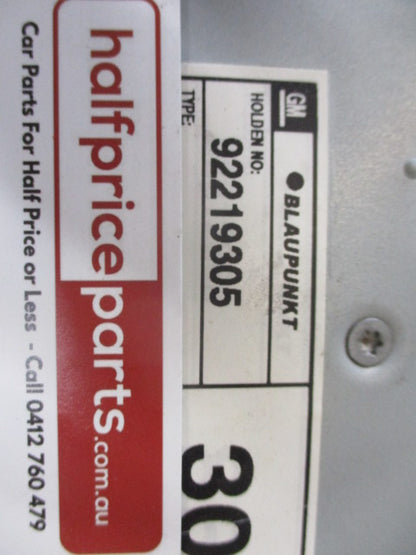 GM
BLAUPUNKT
HOLDEN NO:
92219305
TYPE:
30
halfpriceparts.com.au
Car Parts For Half Price or Less - Call 0412 760 479